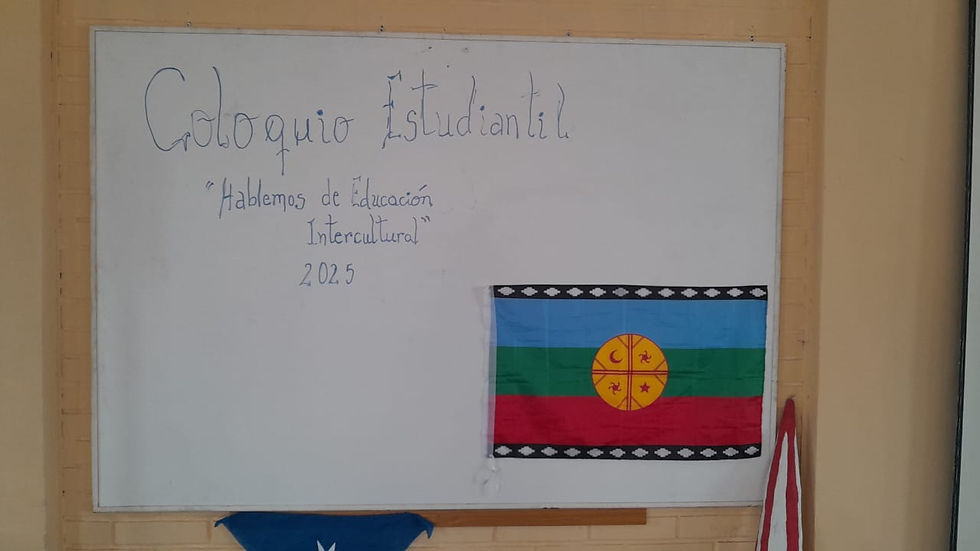 Coloquio Estudiantil
"Hablemos de Educación
Intercultural"
2025